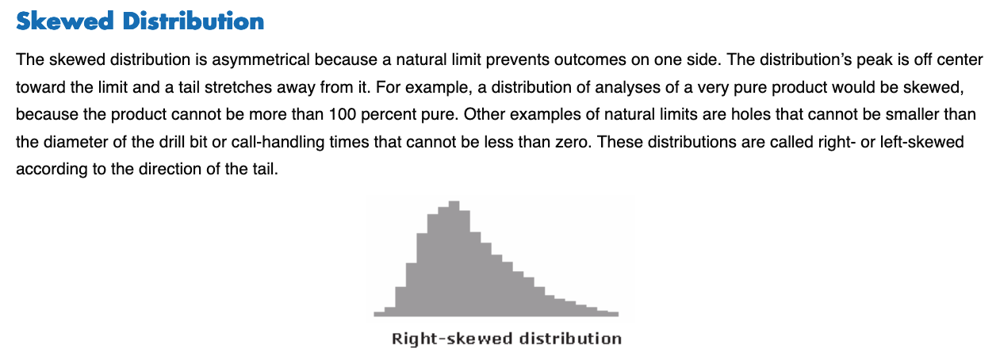 Skewed Distribution
The skewed distribution is asymmetrical because a natural limit prevents outcomes on one side. The distribution’s peak is off center
toward the limit and a tail stretches away from it. For example, a distribution of analyses of a very pure product would be skewed,
because the product cannot be more than 100 percent pure. Other examples of natural limits are holes that cannot be smaller than
the diameter of the drill bit or call-handling times that cannot be less than zero. These distributions are called right- or left-skewed
according to the direction of the tail.
Right-skewed distribution